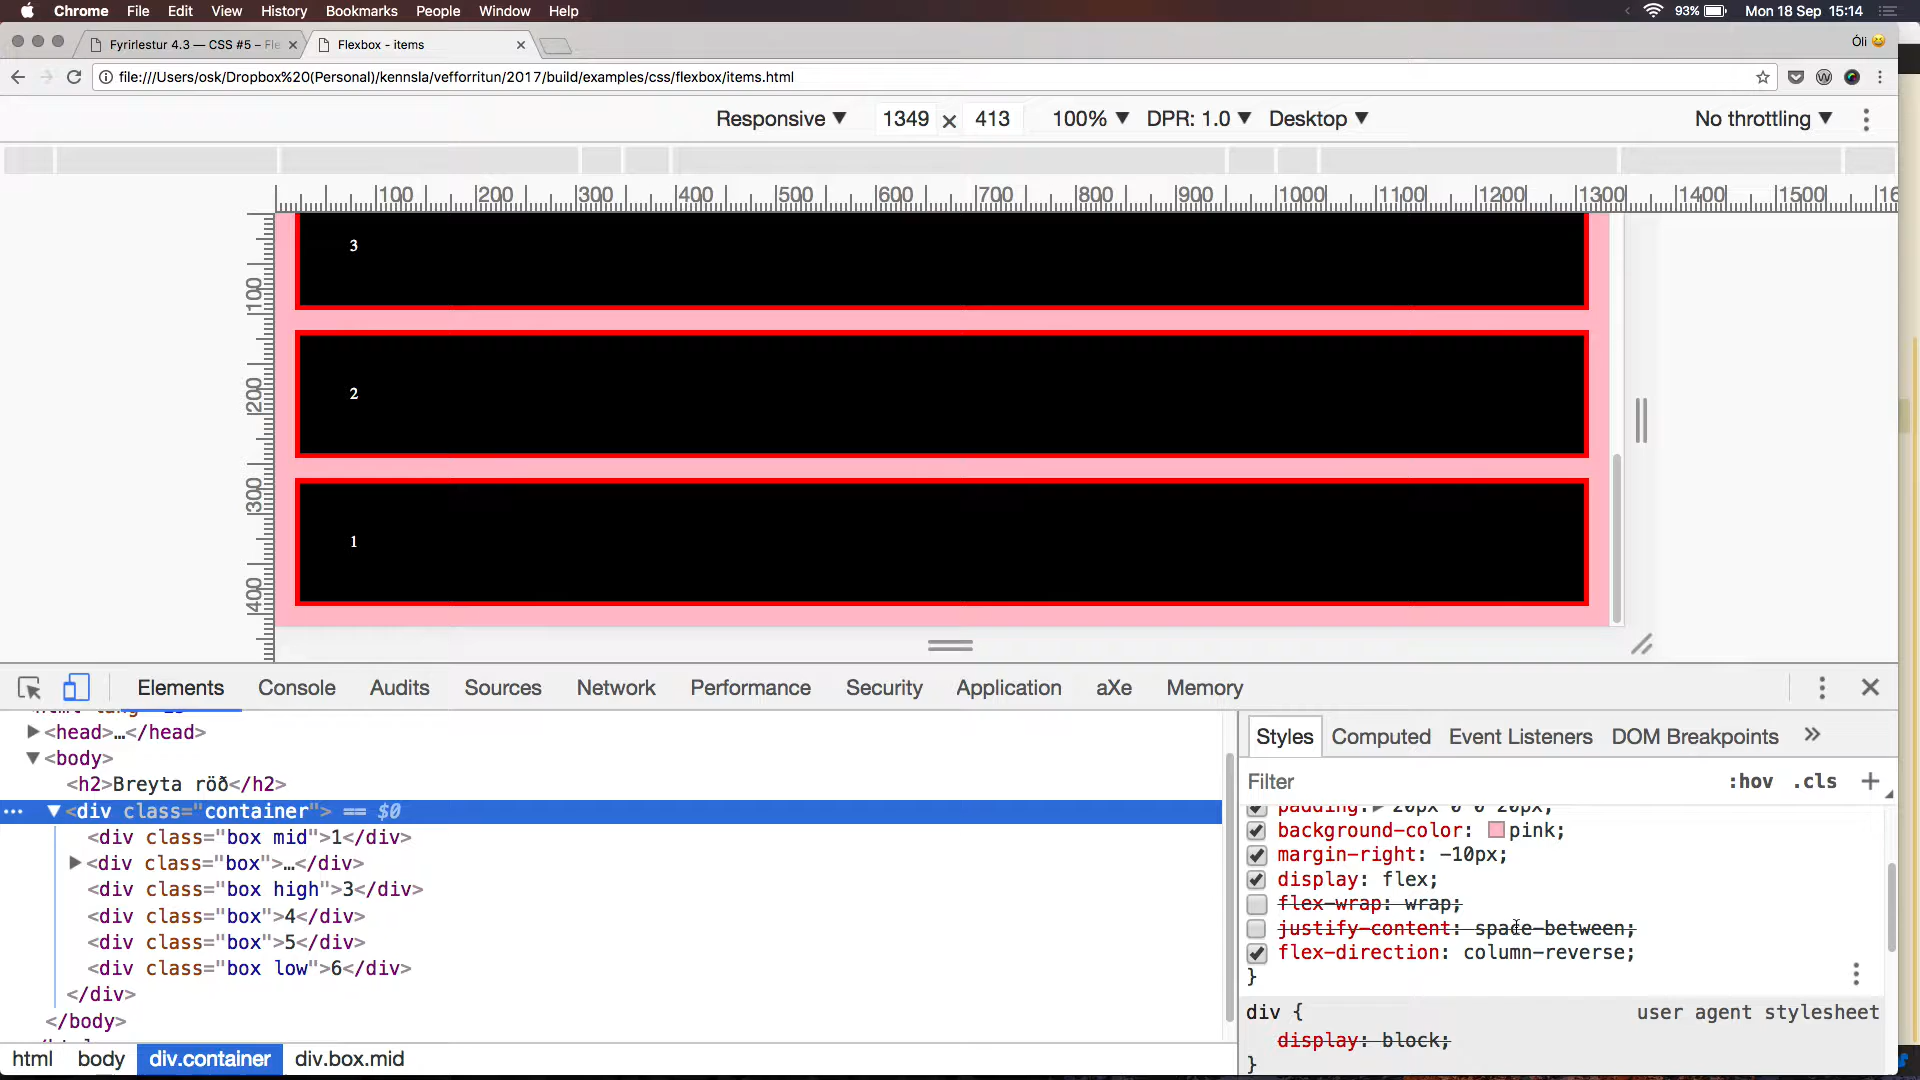 Chrome File Edit View History Bookmarks People Window Help 93% Mon 18 Sep 15:14
Fyrirlestur 4.3 — CSS #5 – Fle Flexbox - items Óli
file:///Users/osk/Dropbox%20(Personal)/kennsla/vefforritun/2017/build/examples/css/flexbox/items.html
Responsive 1349 × 413 100% DPR: 1.0 Desktop No throttling
100 200 300 400 500 600 700 800 900 1000 1100 1200 1300 1400 1500 16
100
200
300
400
3
2
1
Elements Console Audits Sources Network Performance Security Application aXe Memory
<head>…</head>
<body>
<h2>Breyta röð</h2>
<div class="container"> == $0
<div class="box mid">1</div>
<div class="box">…</div>
<div class="box high">3</div>
<div class="box">4</div>
<div class="box">5</div>
<div class="box low">6</div>
</div>
</body>
html body div.container div.box.mid
Styles Computed Event Listeners DOM Breakpoints
Filter :hov .cls
padding: 20px 0 0 20px;
background-color: pink;
margin-right: -10px;
display: flex;
flex-wrap: wrap;
justify-content: space-between;
flex-direction: column-reverse;
}
div { user agent stylesheet
display: block;
}